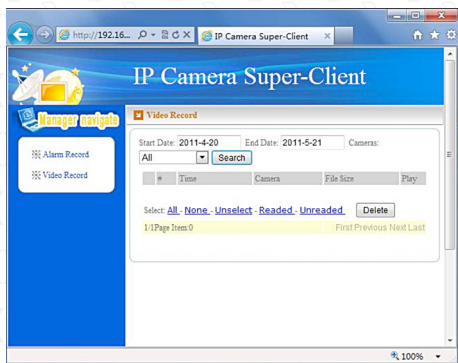 http://192.16...
IP Camera Super-Client
IP Camera Super-Client
Manager navigate
Video Record
Alarm Record
Video Record
Start Date: 2011-4-20 End Date: 2011-5-21 Cameras:
All Search
# Time Camera File Size Play
Select: All - None - Unselect - Readed - Unreaded Delete
1/1Page Item:0 First Previous Next Last
100%